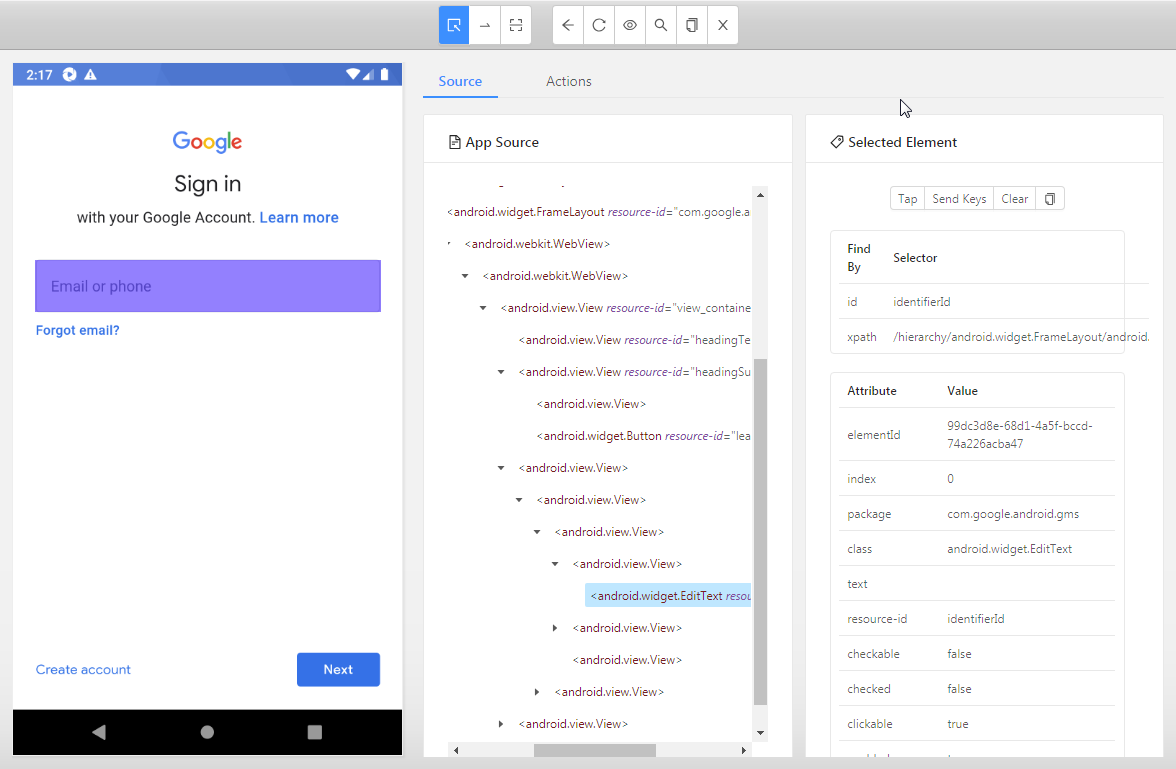 2:17
Google
Sign in
with your Google Account. Learn more
Email or phone
Forgot email?
Create account
Next
Source
Actions
App Source
<android.widget.FrameLayout resource-id="com.google.a
<android.webkit.WebView>
<android.webkit.WebView>
<android.view.View resource-id="view_containe
<android.view.View resource-id="headingTe
<android.view.View resource-id="headingSu
<android.view.View>
<android.widget.Button resource-id="lea
<android.view.View>
<android.view.View>
<android.view.View>
<android.view.View>
<android.widget.EditText resou
<android.view.View>
<android.view.View>
<android.view.View>
<android.view.View>
Selected Element
Tap Send Keys Clear
Find By Selector
id identifierId
xpath /hierarchy/android.widget.FrameLayout/android.
Attribute Value
elementId 99dc3d8e-68d1-4a5f-bccd-
74a226acba47
index 0
package com.google.android.gms
class android.widget.EditText
text
resource-id identifierId
checkable false
checked false
clickable true